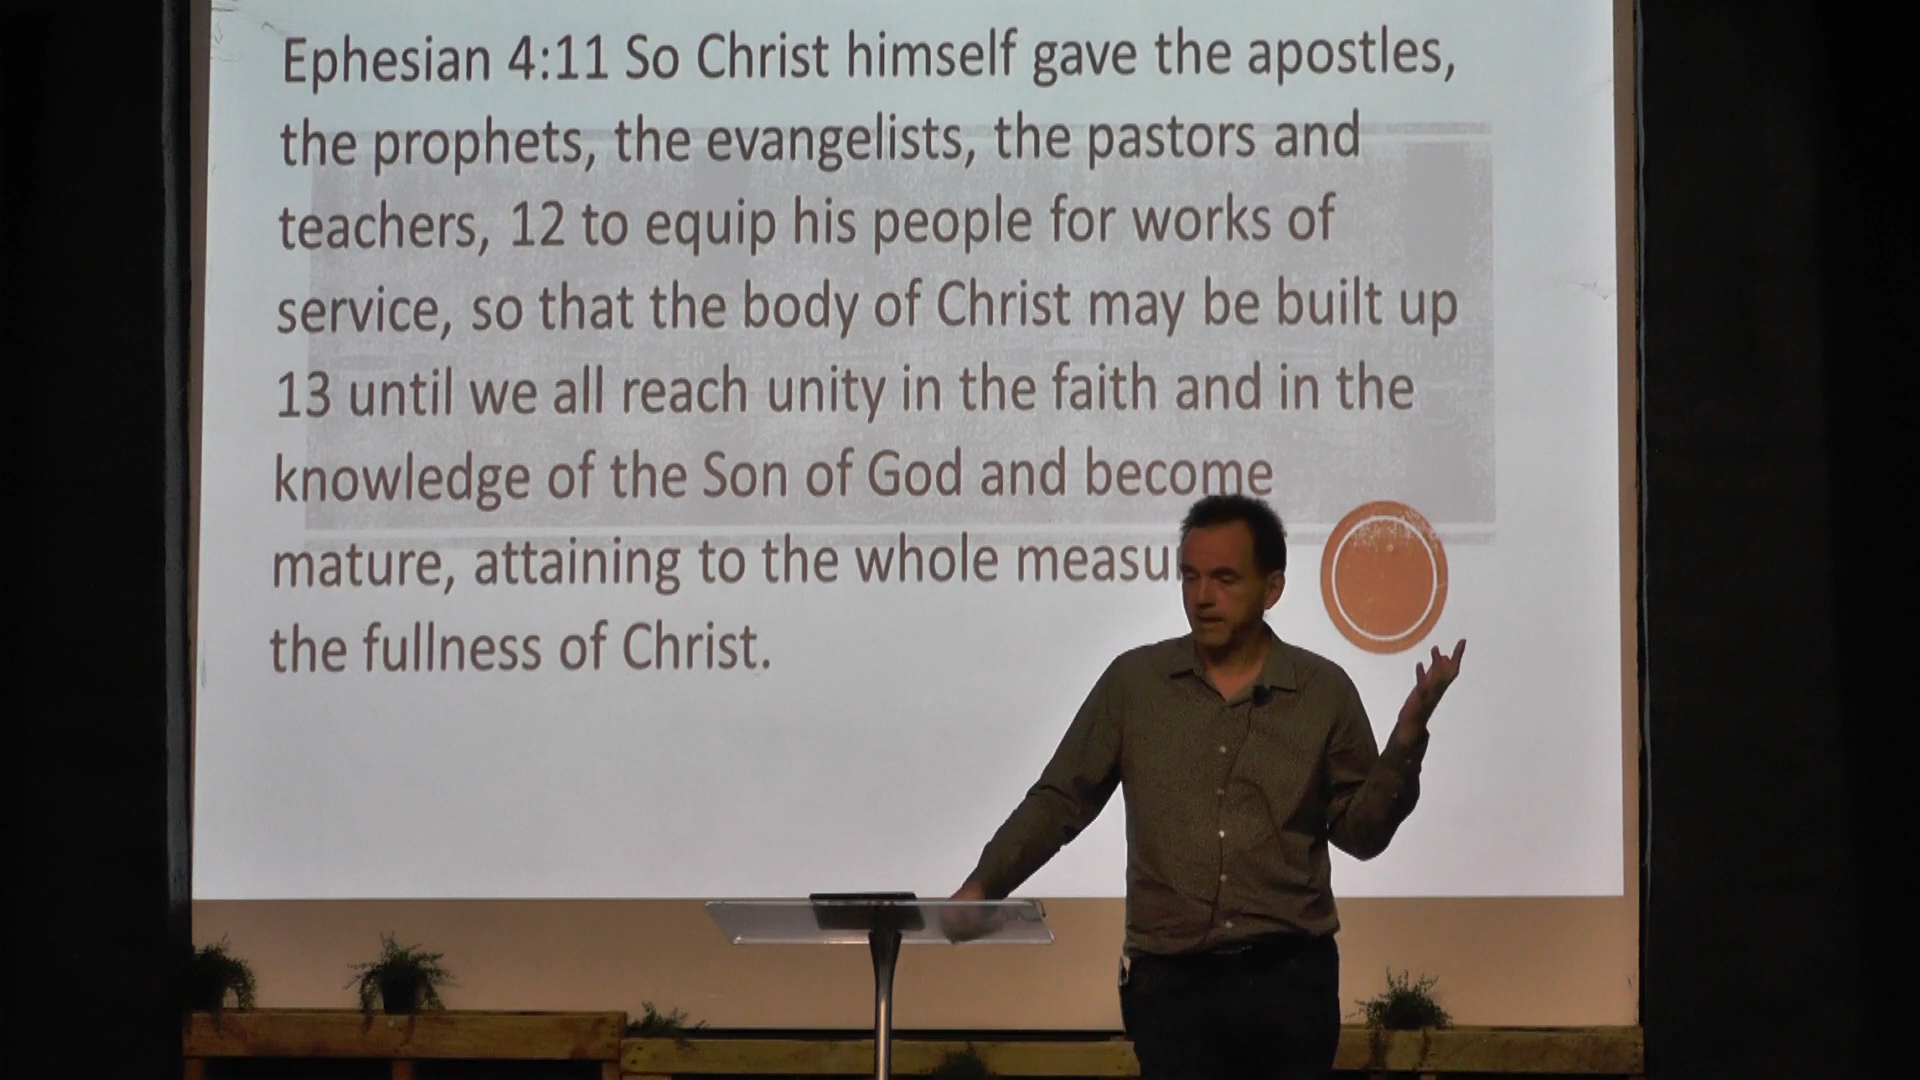 Ephesian 4:11 So Christ himself gave the apostles,
the prophets, the evangelists, the pastors and
teachers, 12 to equip his people for works of
service, so that the body of Christ may be built up
13 until we all reach unity in the faith and in the
knowledge of the Son of God and become
mature, attaining to the whole
the fullness of Christ.